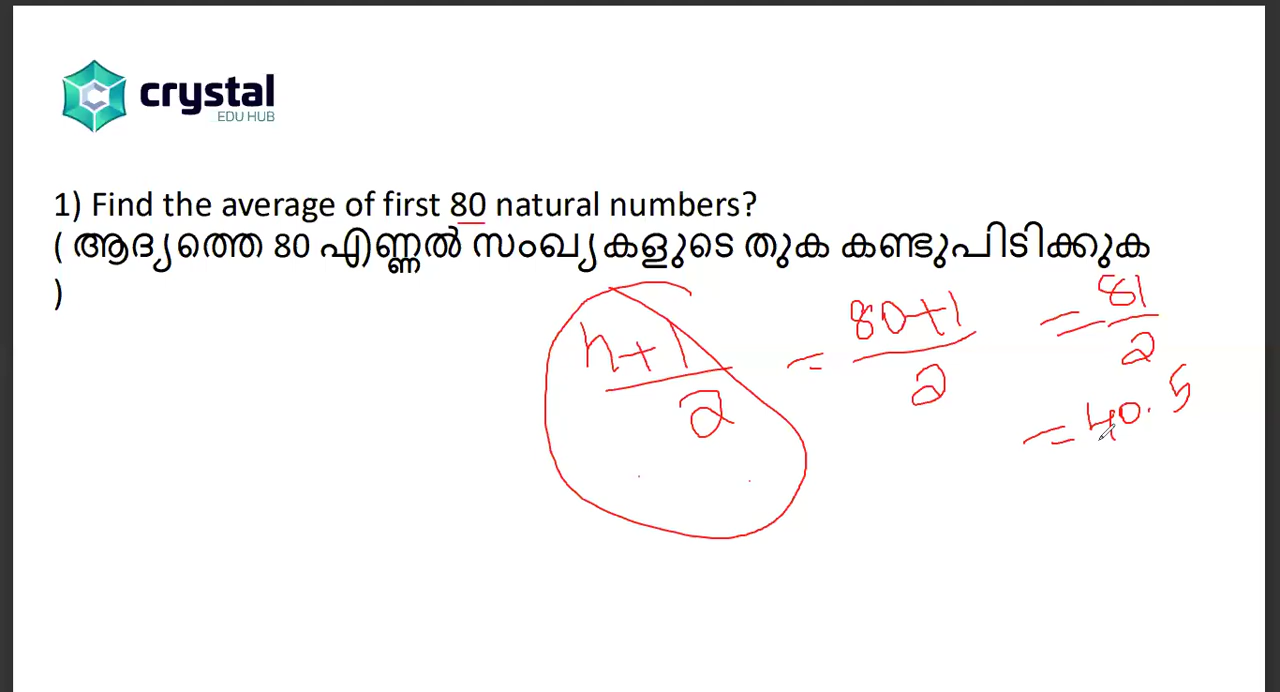 crystal
EDU HUB
1) Find the average of first 80 natural numbers?
( ആദ്യത്തെ 80 എണ്ണൽ സംഖ്യകളുടെ തുക കണ്ടുപിടിക്കുക
)
n+1/2 = 80+1/2 = 81/2
= 40.5